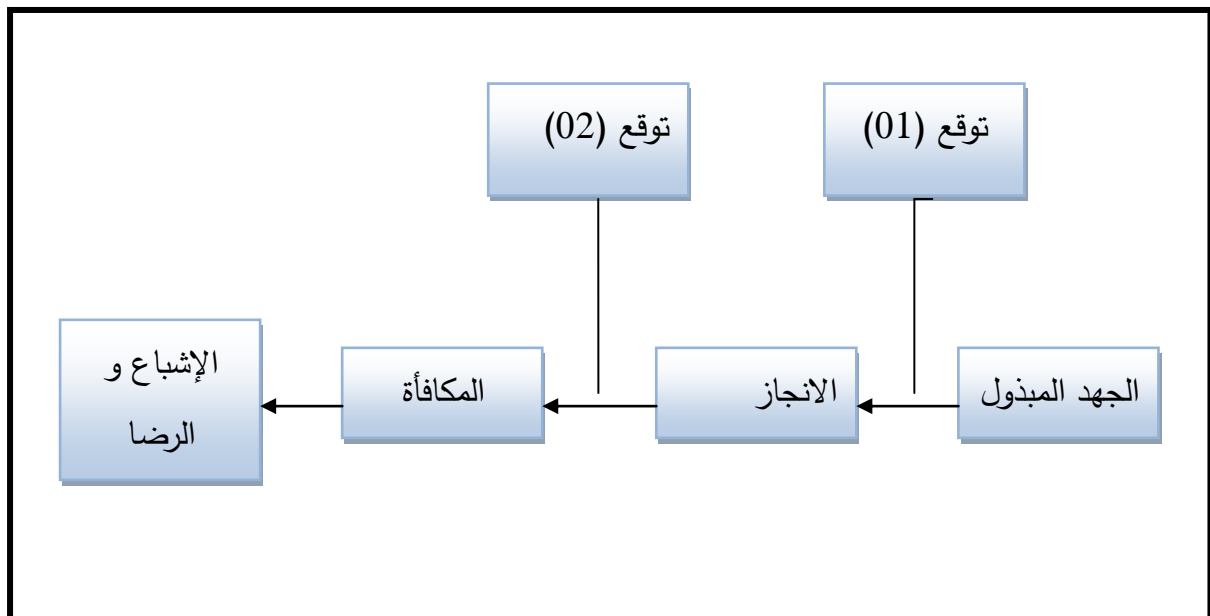 توقع (01)
توقع (02)
الجهد المبذول
الانجاز
المكافأة
الإشباع و
الرضا